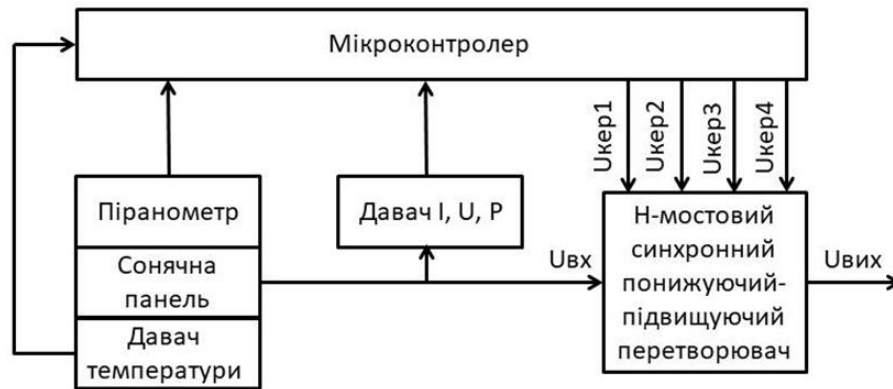 Мікроконтролер
Uкер1
Uкер2
Uкер3
Uкер4
Піранометр
Сонячна
панель
Давач
температури
Давач I, U, P
Uвх
Н-мостовий
синхронний
понижуючий-
підвищуючий
перетворювач
Uвих